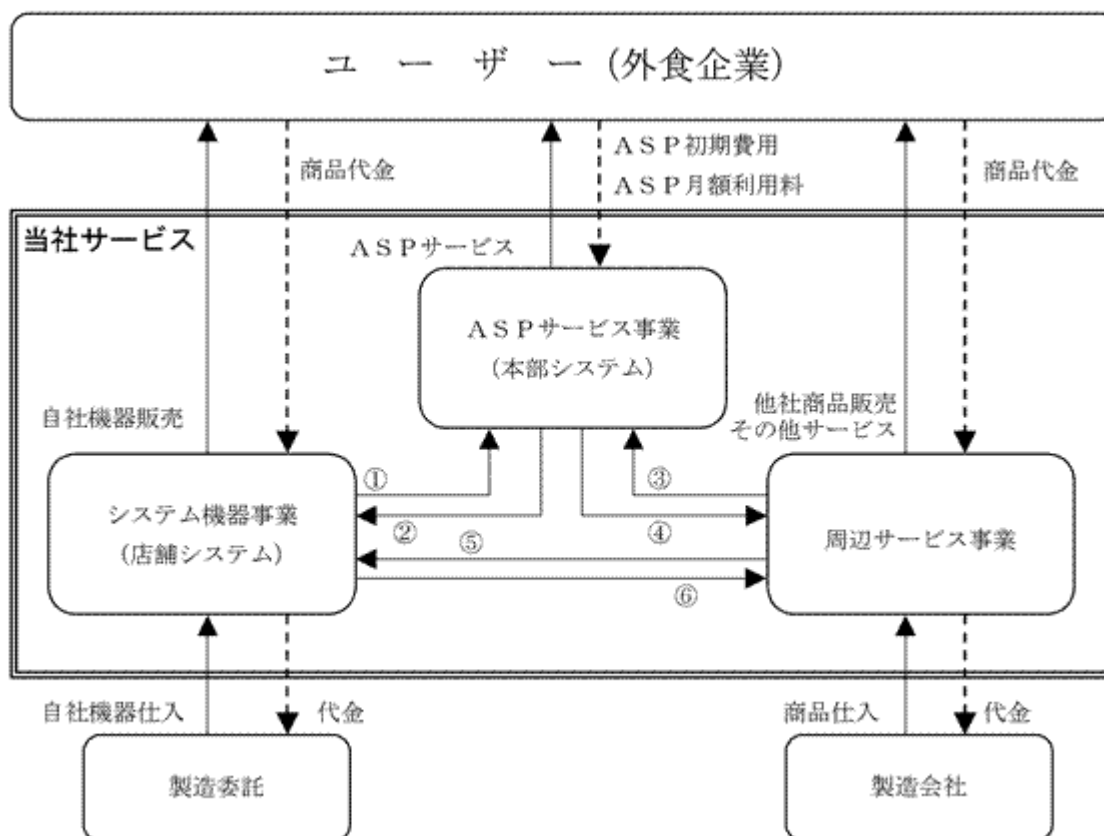 ユーザー(外食企業)
商品代金
ASP初期費用
ASP月額利用料
商品代金
当社サービス
ASPサービス
ASPサービス事業
(本部システム)
自社機器販売
他社商品販売
その他サービス
①
③
システム機器事業
(店舗システム)
②
⑤
④
周辺サービス事業
⑥
自社機器仕入
代金
商品仕入
代金
製造委託
製造会社